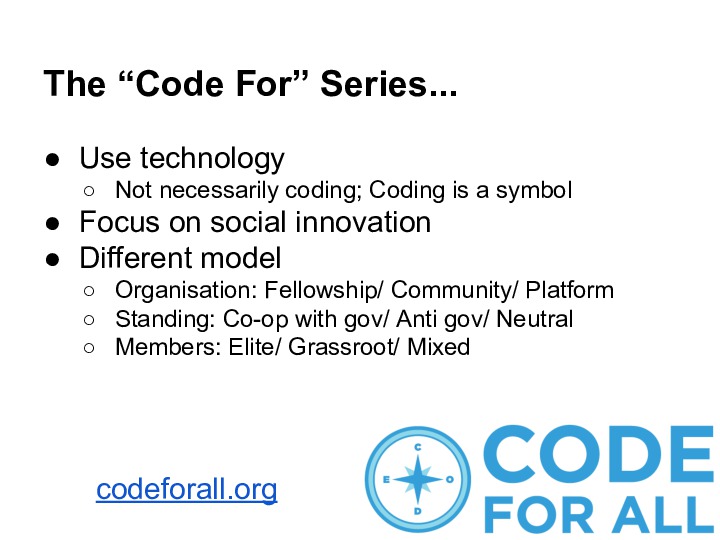 The “Code For” Series...
● Use technology
○ Not necessarily coding; Coding is a symbol
● Focus on social innovation
● Different model
○ Organisation: Fellowship/ Community/ Platform
○ Standing: Co-op with gov/ Anti gov/ Neutral
○ Members: Elite/ Grassroot/ Mixed
codeforall.org
C
O
D
E
CODE
FOR ALL